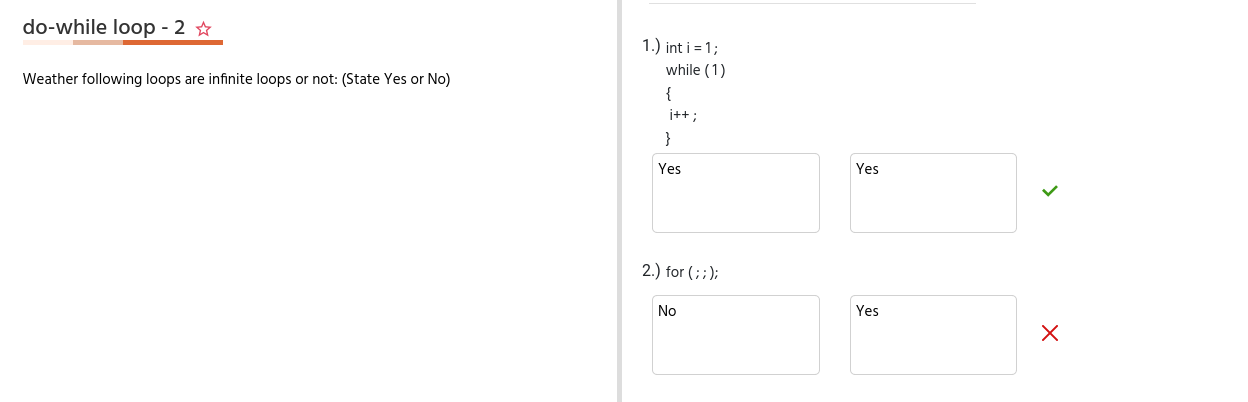 do-while loop - 2
Weather following loops are infinite loops or not: (State Yes or No)
1.) int i = 1 ;
while ( 1 )
{
i++ ;
}
Yes Yes
2.) for ( ; ; );
No Yes